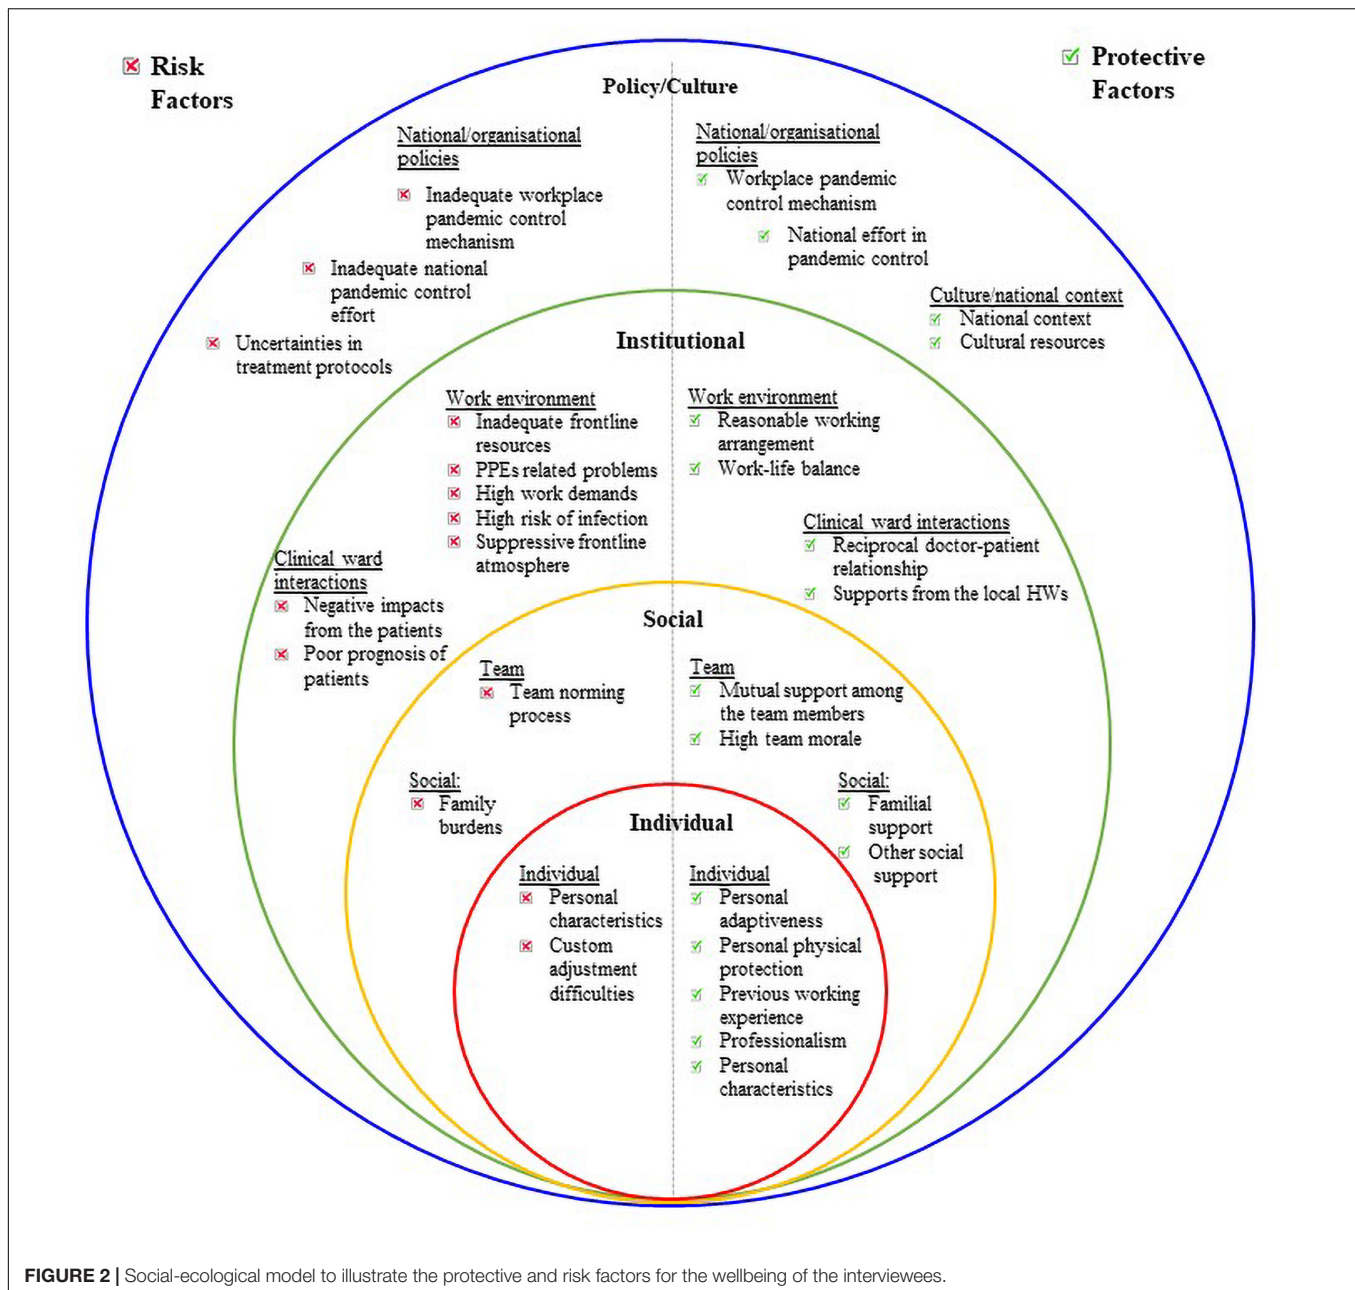 Risk
Factors
Protective
Factors
Policy/Culture
National/organisational
policies
Inadequate workplace
pandemic control
mechanism
Inadequate national
pandemic control
effort
Uncertainties in
treatment protocols
National/organisational
policies
Workplace pandemic
control mechanism
National effort in
pandemic control
Culture/national context
National context
Cultural resources
Institutional
Work environment
Inadequate frontline
resources
PPEs related problems
High work demands
High risk of infection
Suppressive frontline
atmosphere
Clinical ward
interactions
Negative impacts
from the patients
Poor prognosis of
patients
Work environment
Reasonable working
arrangement
Work-life balance
Clinical ward interactions
Reciprocal doctor-patient
relationship
Supports from the local HWs
Social
Team
Team norming
process
Social:
Family
burdens
Team
Mutual support among
the team members
High team morale
Social:
Familial
support
Other social
support
Individual
Individual
Personal
characteristics
Custom
adjustment
difficulties
Individual
Personal
adaptiveness
Personal physical
protection
Previous working
experience
Professionalism
Personal
characteristics
FIGURE 2 | Social-ecological model to illustrate the protective and risk factors for the wellbeing of the interviewees.